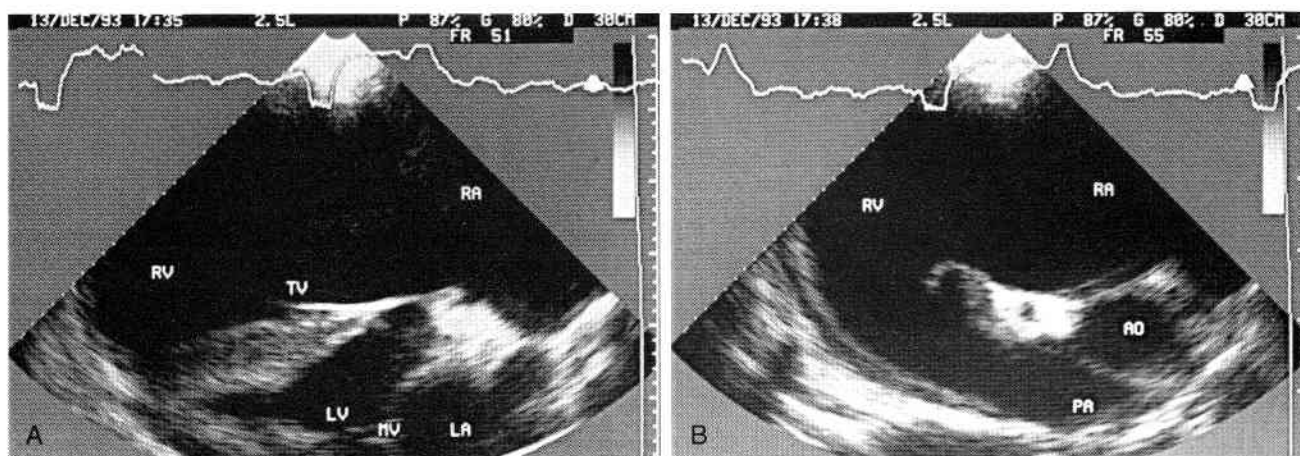 13/DEC/93 17:35 2.5L P 87% G 80% D 30CM
FR 51
RA
RV
TV
LV
MV
LA
A
13/DEC/93 17:38 2.5L P 87% G 80% D 30CM
FR 55
RV
RA
AO
PA
B